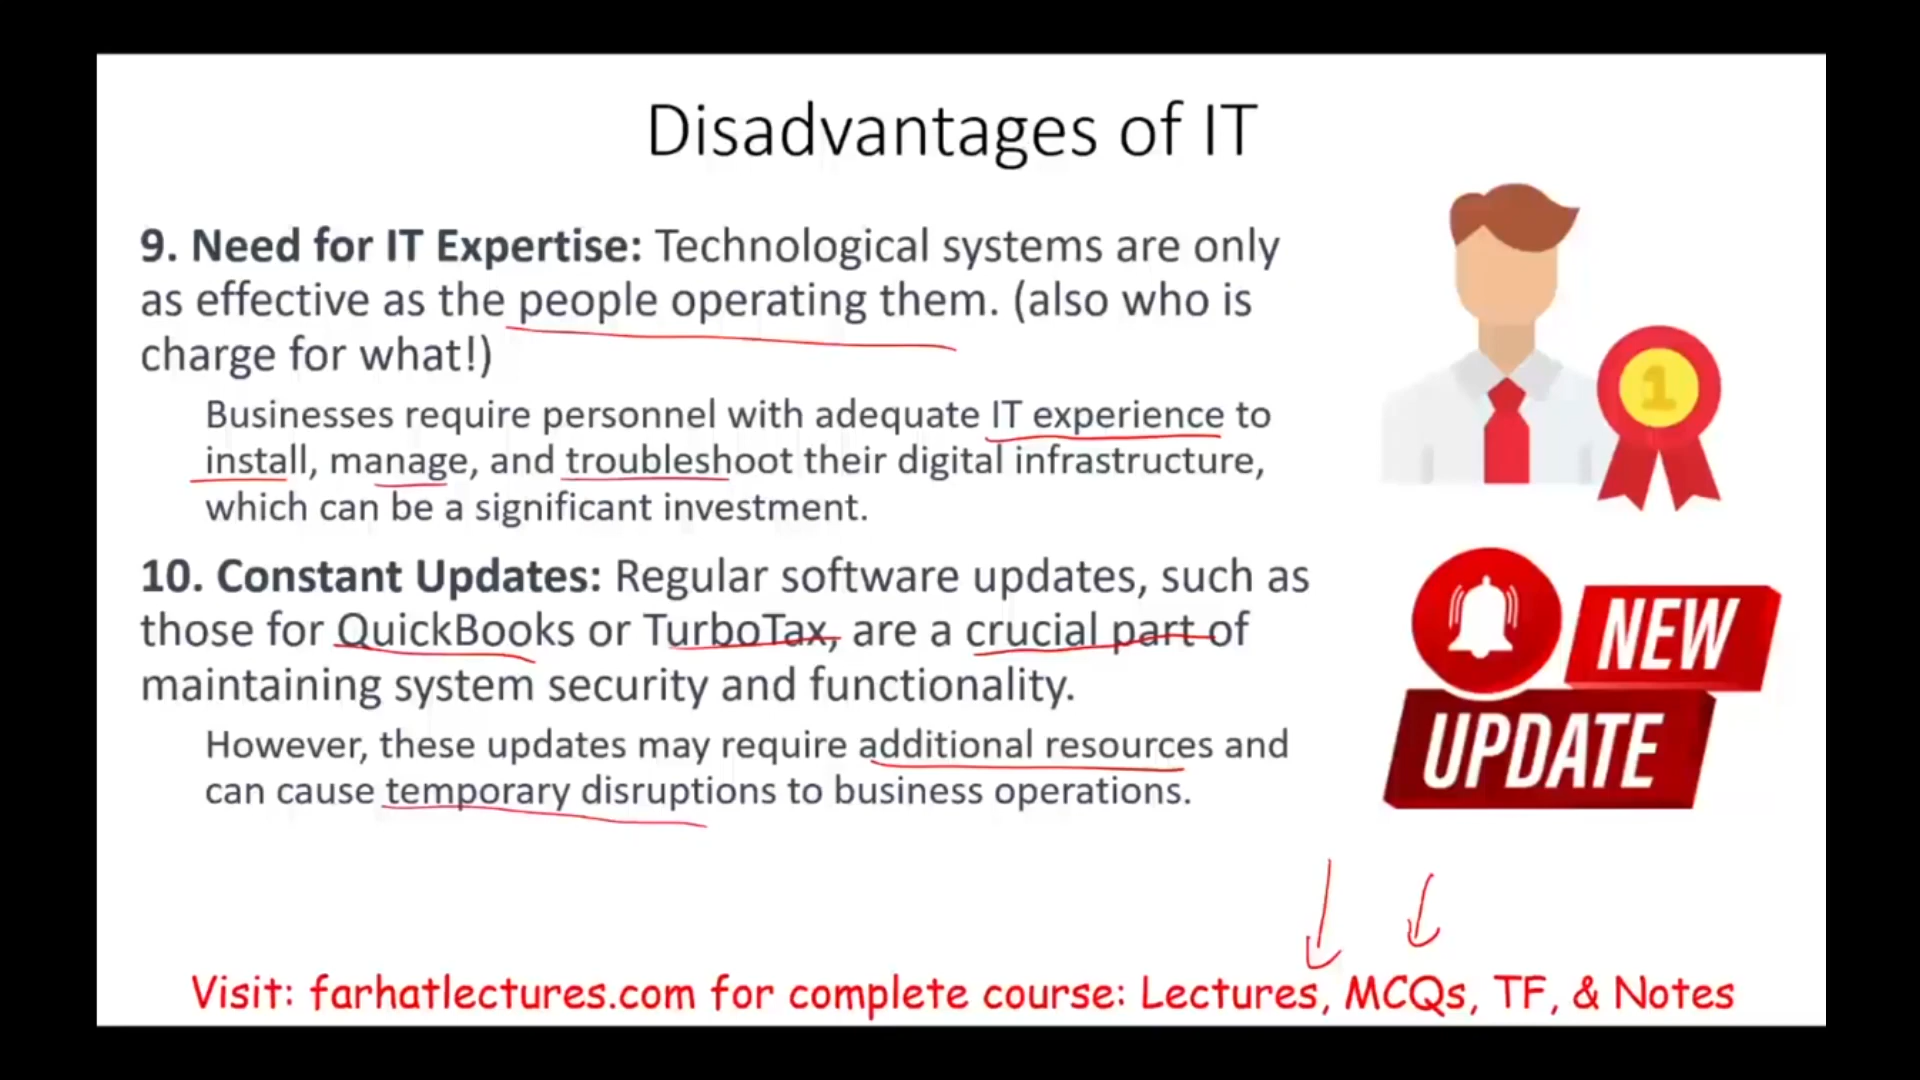 Disadvantages of IT
9. Need for IT Expertise: Technological systems are only
as effective as the people operating them. (also who is
charge for what!)
Businesses require personnel with adequate IT experience to
install, manage, and troubleshoot their digital infrastructure,
which can be a significant investment.
10. Constant Updates: Regular software updates, such as
those for QuickBooks or TurboTax, are a crucial part of
maintaining system security and functionality.
However, these updates may require additional resources and
can cause temporary disruptions to business operations.
1
NEW
UPDATE
Visit: farhatlectures.com for complete course: Lectures, MCQs, TF, & Notes